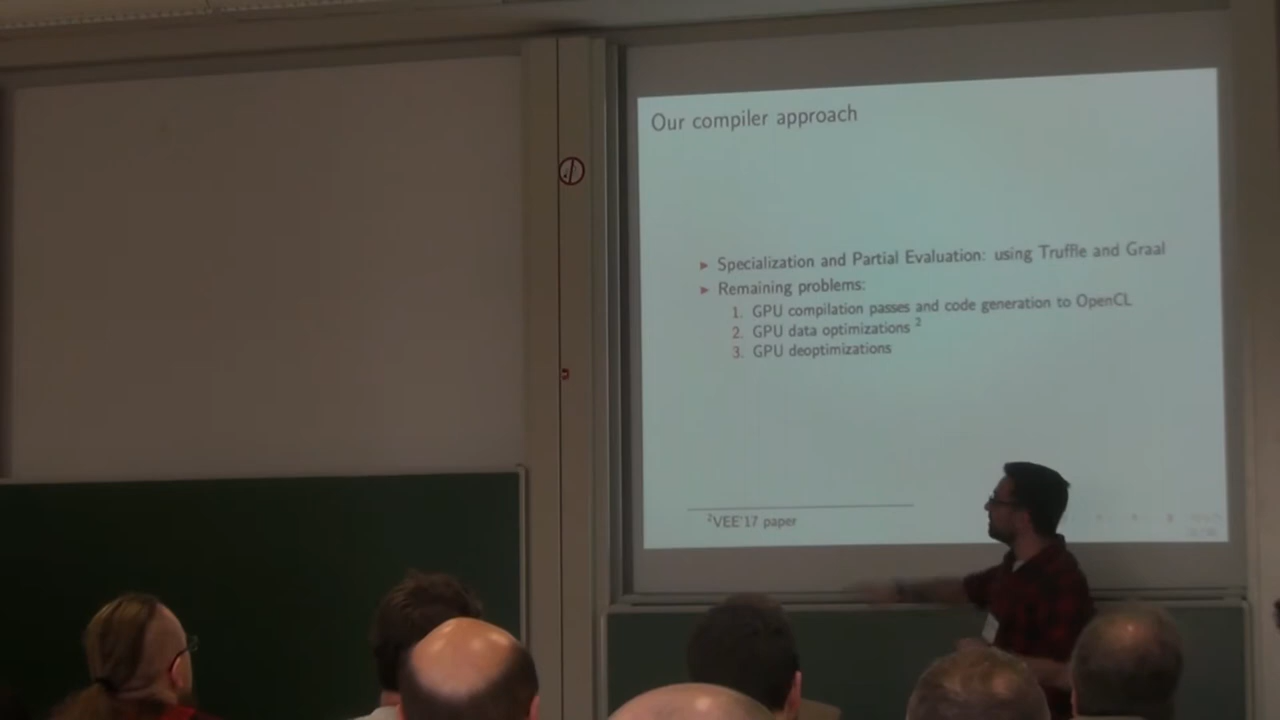 Our compiler approach
► Specialization and Partial Evaluation: using Truffle and Graal
► Remaining problems:
1. GPU compilation passes and code generation to OpenCL
2. GPU data optimizations 2
3. GPU deoptimizations
2VEE'17 paper